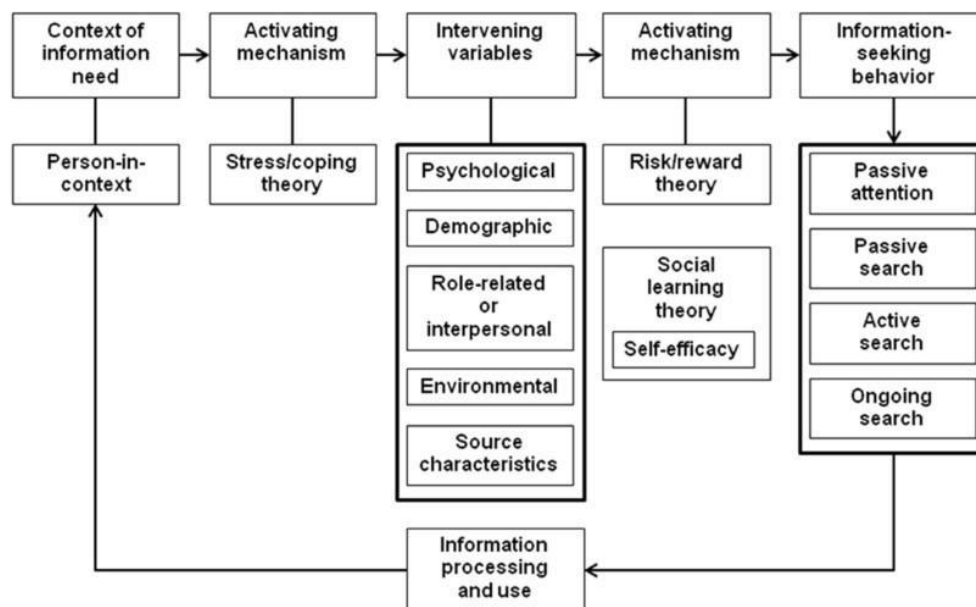 Context of
information
need
Activating
mechanism
Intervening
variables
Activating
mechanism
Information-
seeking
behavior
Person-in-
context
Stress/coping
theory
Psychological
Demographic
Role-related
or
interpersonal
Environmental
Source
characteristics
Risk/reward
theory
Social
learning
theory
Self-efficacy
Passive
attention
Passive
search
Active
search
Ongoing
search
Information
processing
and use